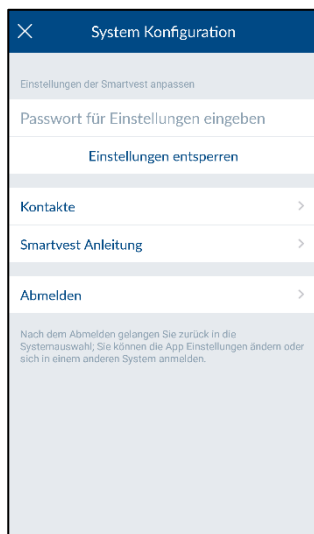 System Konfiguration
Einstellungen der Smartvest anpassen
Passwort für Einstellungen eingeben
Einstellungen entsperren
Kontakte
Smartvest Anleitung
Abmelden
Nach dem Abmelden gelangen Sie zurück in die
Systemauswahl; Sie können die App Einstellungen ändern oder
sich in einem anderen System anmelden.